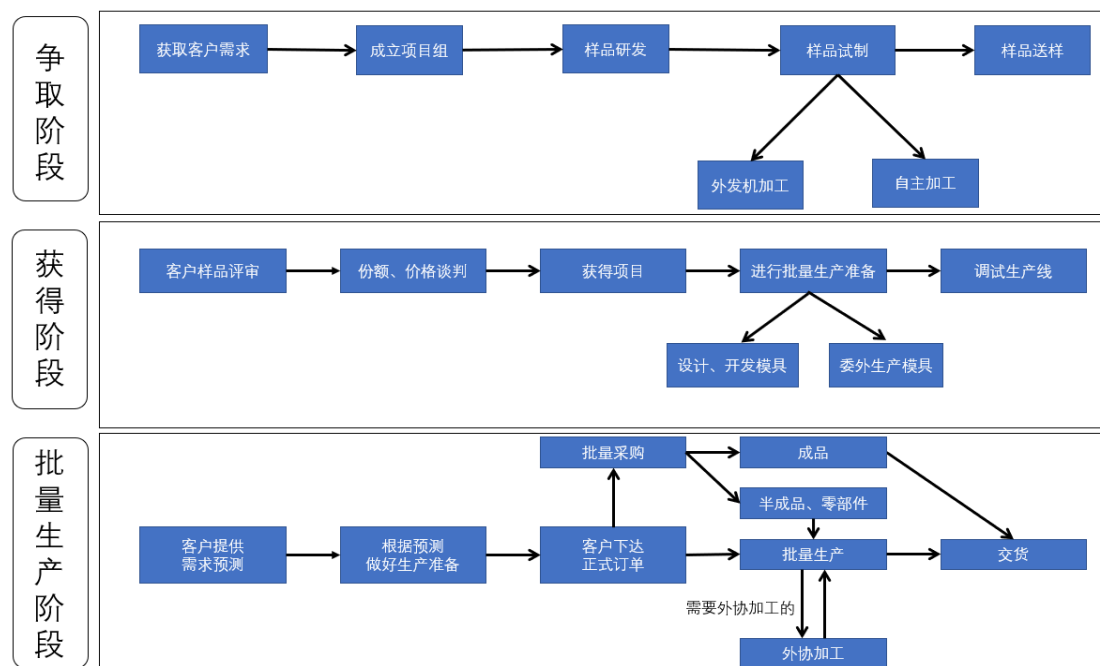 争取阶段
获取客户需求
成立项目组
样品研发
样品试制
样品送样
外发机加工
自主加工
获得阶段
客户样品评审
份额、价格谈判
获得项目
进行批量生产准备
调试生产线
设计、开发模具
委外生产模具
批量生产阶段
批量采购
成品
半成品、零部件
客户提供
需求预测
根据预测
做好生产准备
客户下达
正式订单
批量生产
交货
需要外协加工的
外协加工